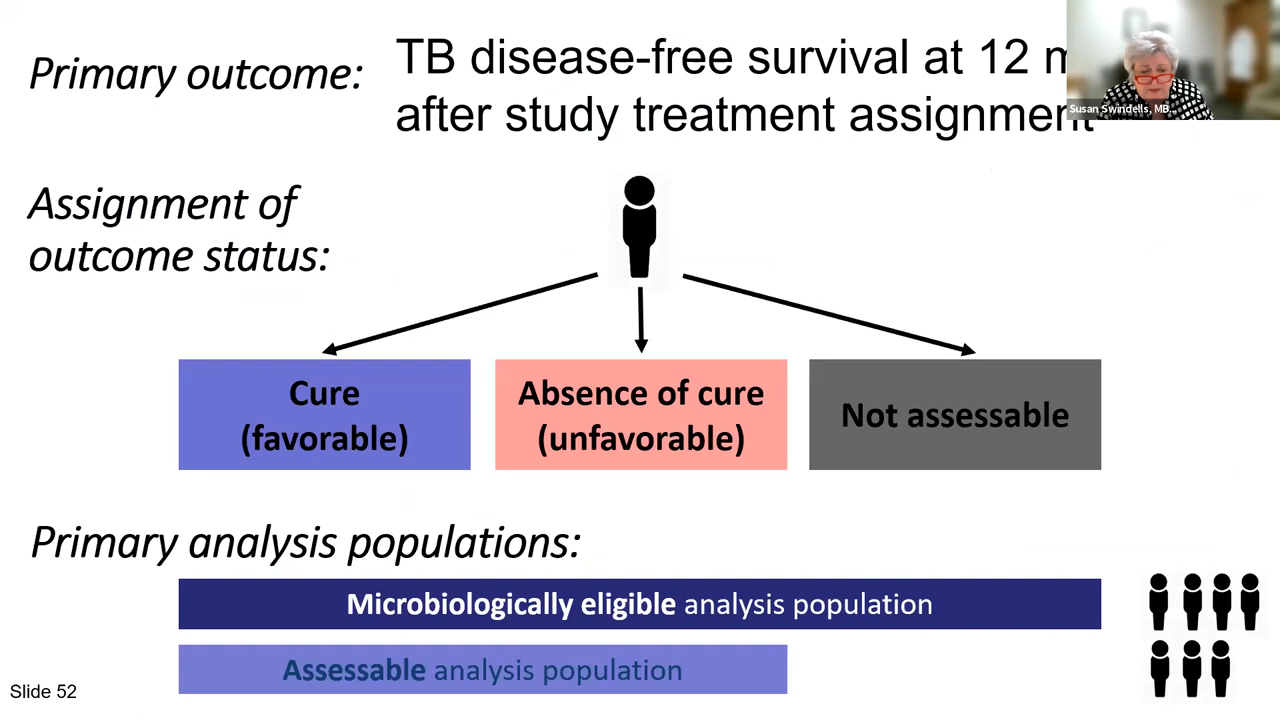 Primary outcome:
TB disease-free survival at 12
after study treatment assignment
Susan Swindells, MB...
Assignment of
outcome status:
Cure
(favorable)
Absence of cure
(unfavorable)
Not assessable
Primary analysis populations:
Microbiologically eligible analysis population
Assessable analysis population
Slide 52